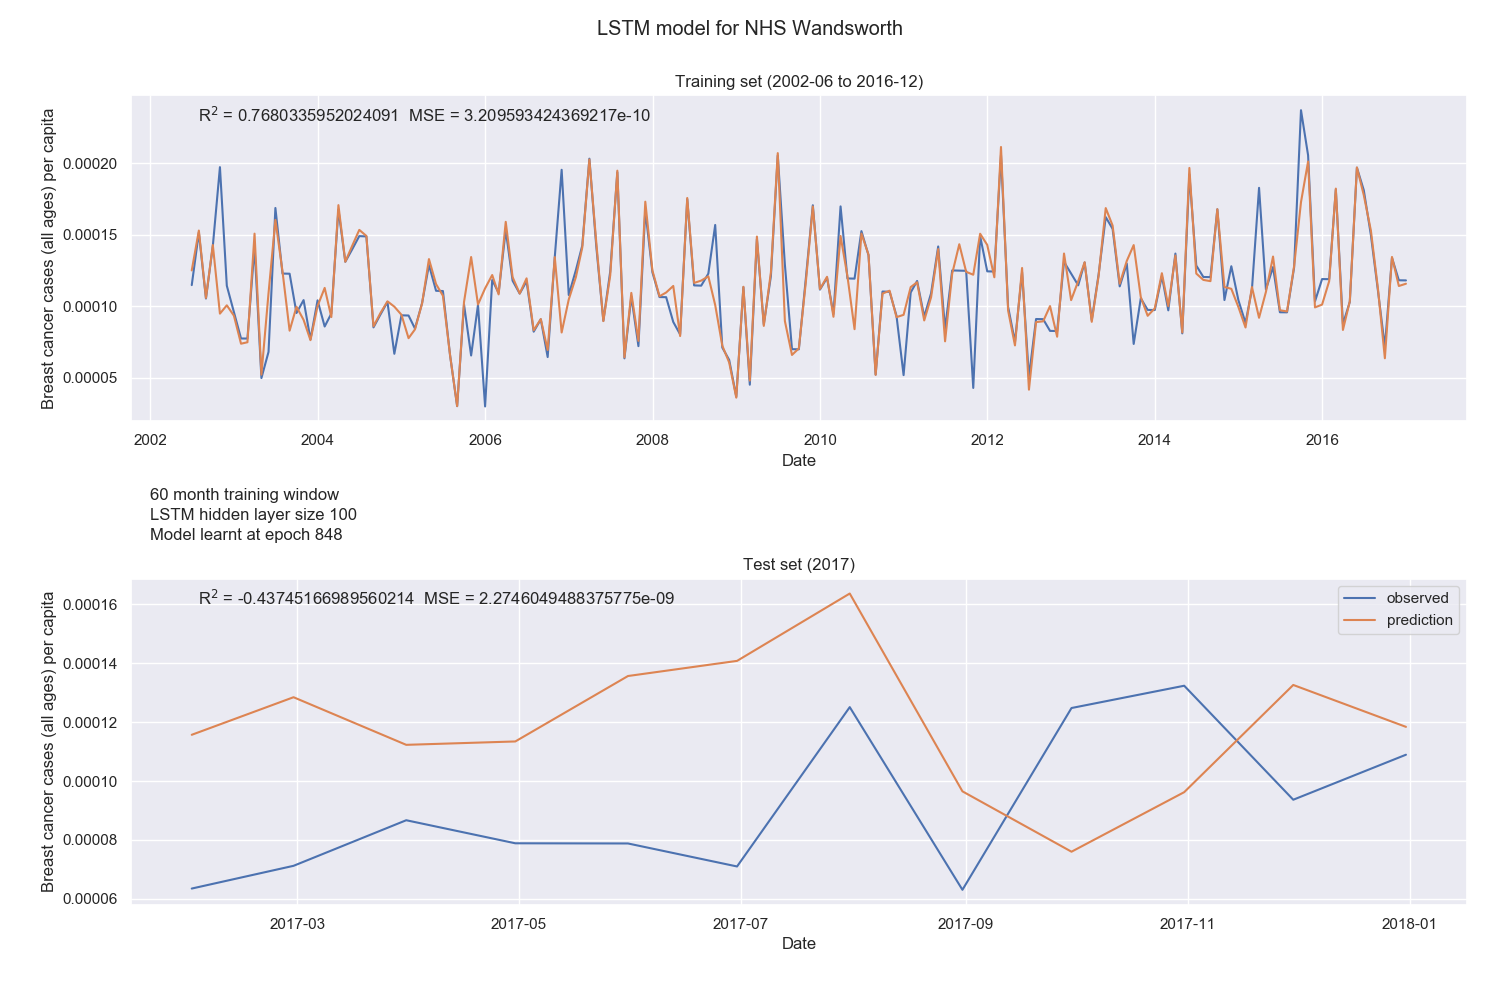 LSTM model for NHS Wandsworth
Training set (2002-06 to 2016-12)
R² = 0.7680335952024091 MSE = 3.209593424369217e-10
Breast cancer cases (all ages) per capita
0.00020
0.00015
0.00010
0.00005
2002 2004 2006 2008 2010 2012 2014 2016
Date
60 month training window
LSTM hidden layer size 100
Model learnt at epoch 848
Test set (2017)
R² = -0.43745166989560214 MSE = 2.2746049488375775e-09
observed
prediction
Breast cancer cases (all ages) per capita
0.00016
0.00014
0.00012
0.00010
0.00008
0.00006
2017-03 2017-05 2017-07 2017-09 2017-11 2018-01
Date